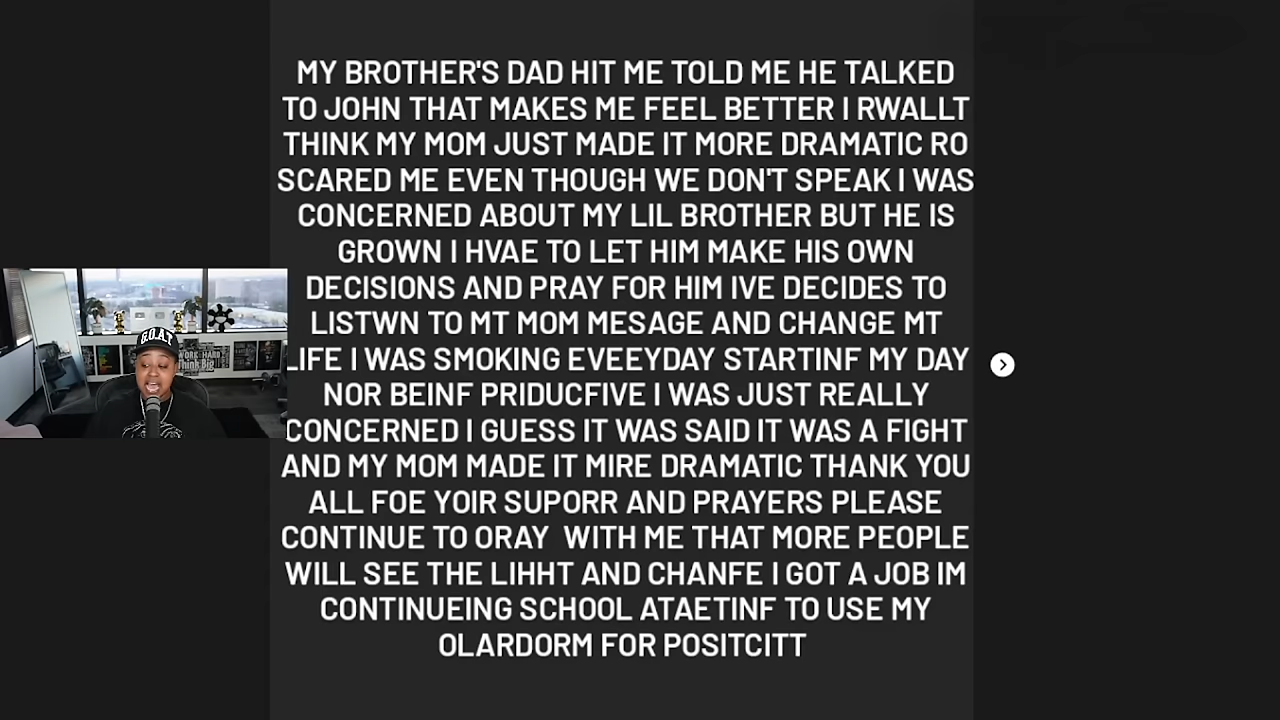 MY BROTHER'S DAD HIT ME TOLD ME HE TALKED
TO JOHN THAT MAKES ME FEEL BETTER I RWALLT
THINK MY MOM JUST MADE IT MORE DRAMATIC RO
SCARED ME EVEN THOUGH WE DON'T SPEAK I WAS
CONCERNED ABOUT MY LIL BROTHER BUT HE IS
GROWN I HVAE TO LET HIM MAKE HIS OWN
DECISIONS AND PRAY FOR HIM IVE DECIDES TO
LISTWN TO MT MOM MESAGE AND CHANGE MT
LIFE I WAS SMOKING EVEEYDAY STARTINF MY DAY
NOR BEINF PRIDUCFIVE I WAS JUST REALLY
CONCERNED I GUESS IT WAS SAID IT WAS A FIGHT
AND MY MOM MADE IT MIRE DRAMATIC THANK YOU
ALL FOE YOIR SUPORR AND PRAYERS PLEASE
CONTINUE TO ORAY  WITH ME THAT MORE PEOPLE
WILL SEE THE LIHHT AND CHANFE I GOT A JOB IM
CONTINUEING SCHOOL ATAETINF TO USE MY
OLARDORM FOR POSITCITT
G.O.A.T
WORK HARD
Think Big